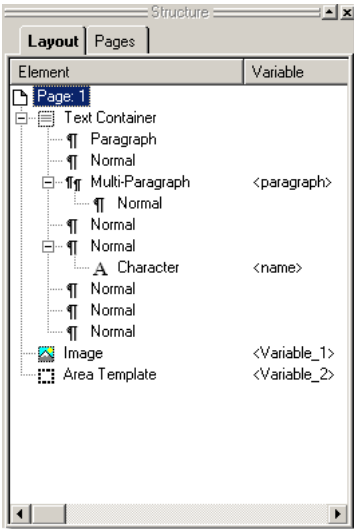 Structure
Layout Pages
Element Variable
Page: 1
Text Container
¶ Paragraph
¶ Normal
¶¶ Multi-Paragraph <paragraph>
¶ Normal
¶ Normal
¶ Normal
A Character <name>
¶ Normal
¶ Normal
¶ Normal
Image <Variable_1>
Area Template <Variable_2>